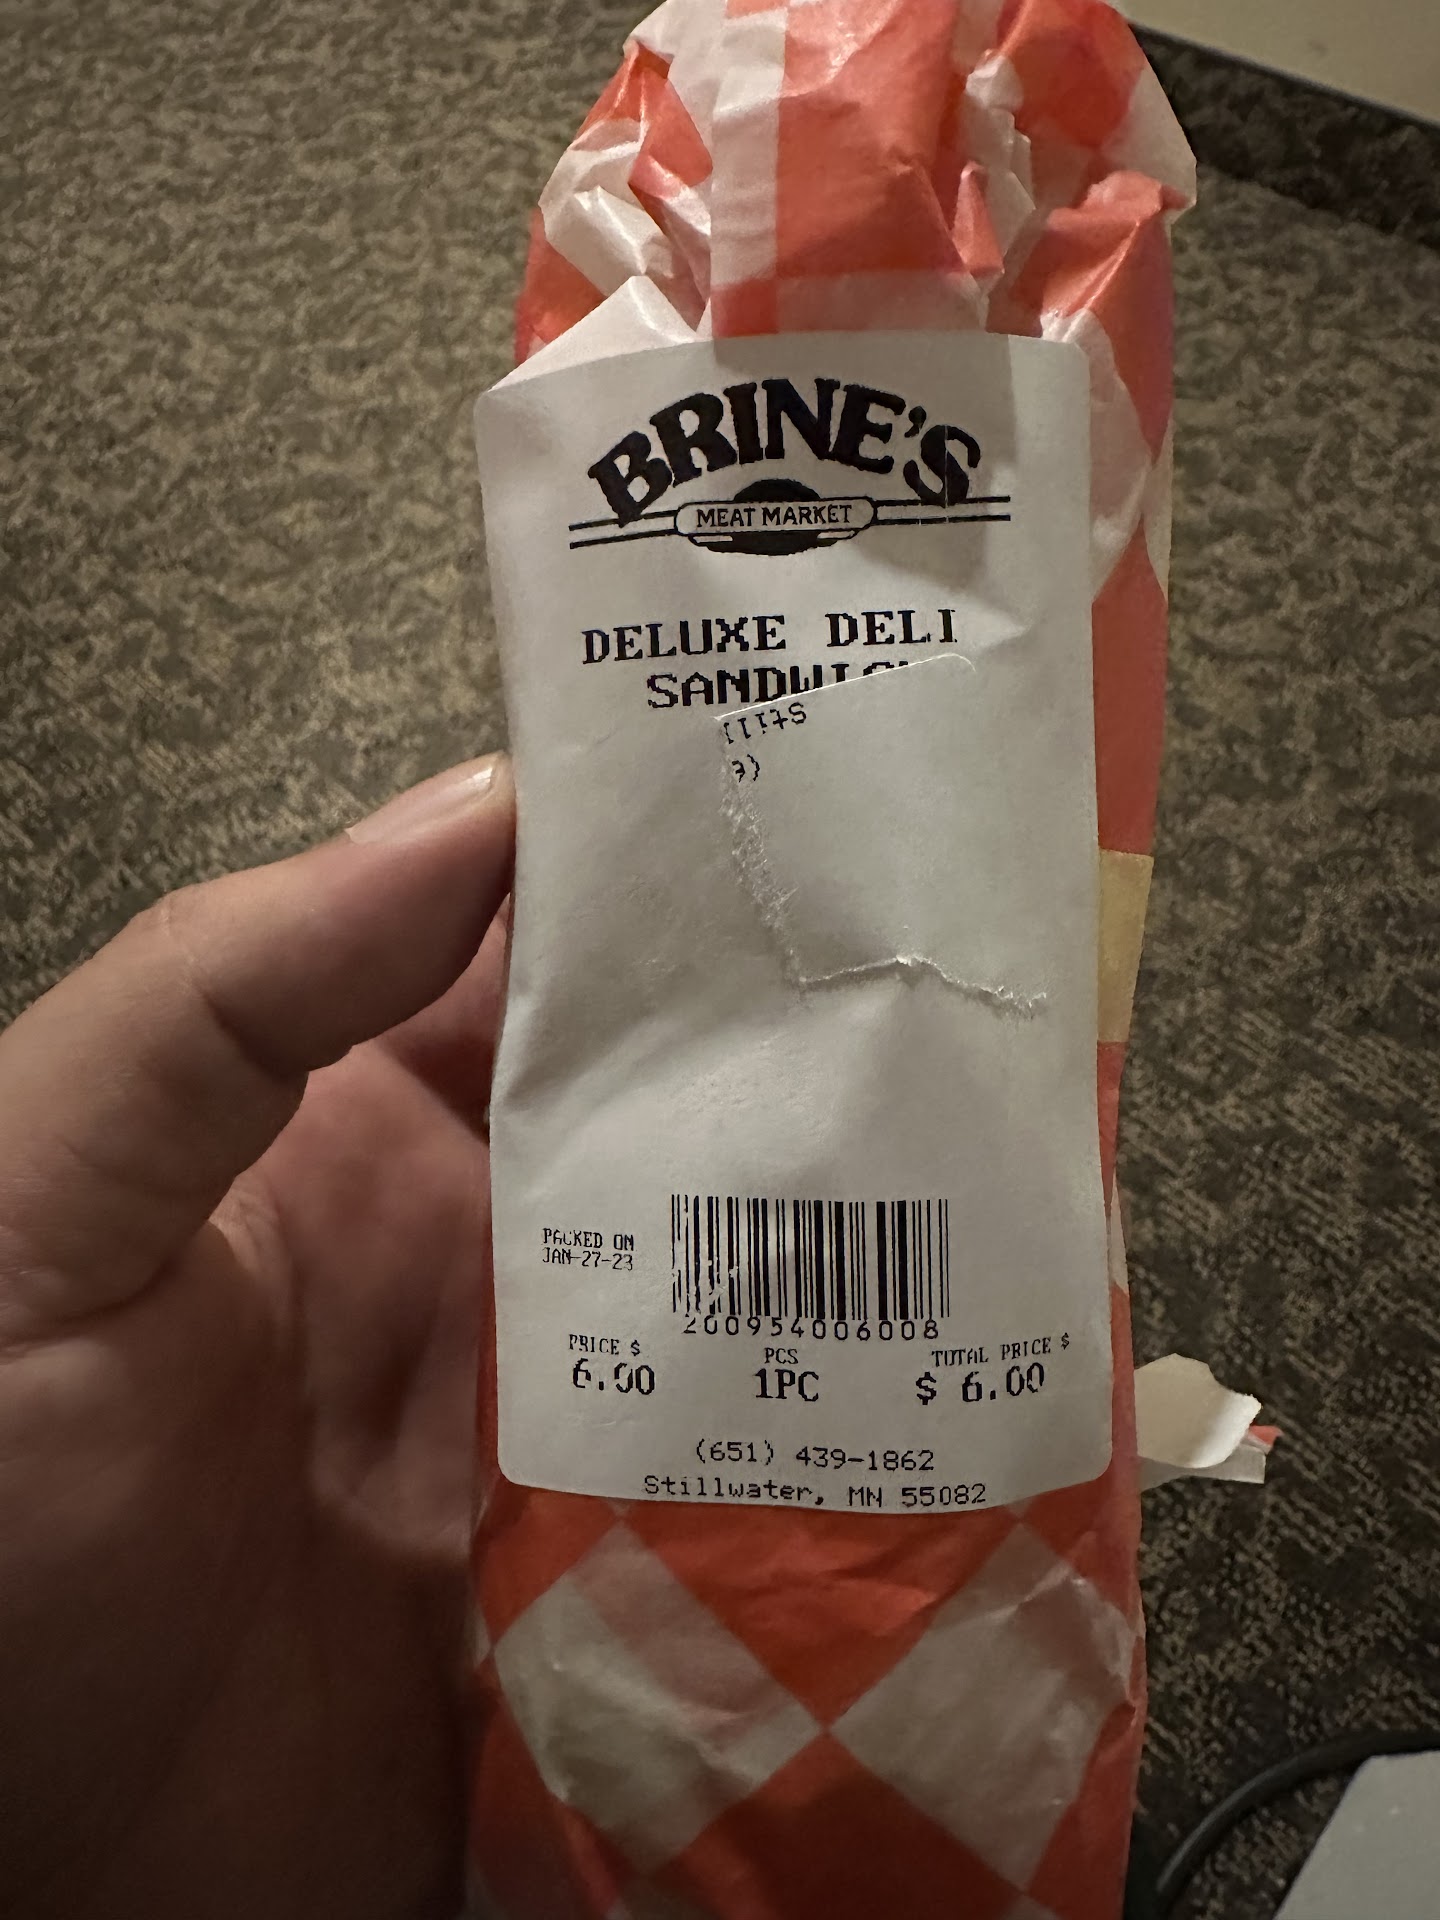 BRINE'S
MEAT MARKET
DELUXE DELI
Still
PACKED ON
JAN-27-23
200954006008
PRICE $
6.00
PCS
1PC
TOTAL PRICE $
$ 6.00
(651) 439-1862
Stillwater, MN 55082